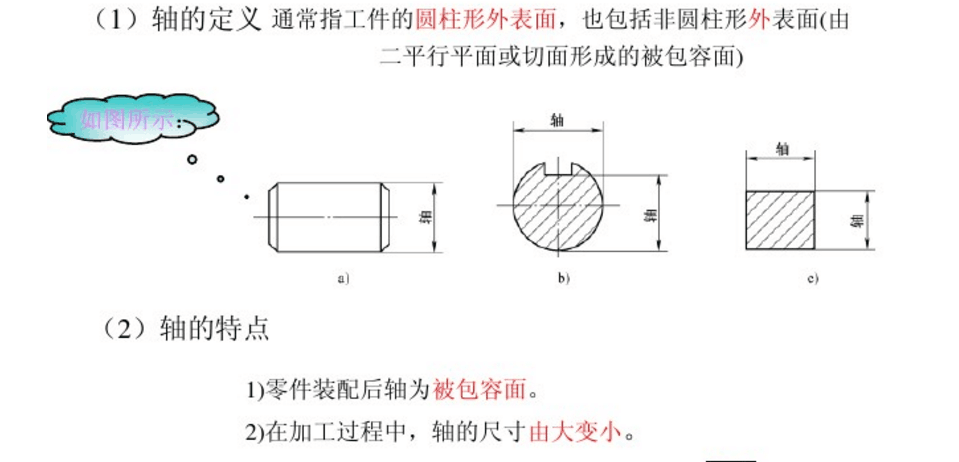 （1）轴的定义 通常指工件的圆柱形外表面，也包括非圆柱形外表面(由
二平行平面或切面形成的被包容面)
如图所示：
轴
轴
轴
轴
轴
a)
b)
c)
（2）轴的特点
1)零件装配后轴为被包容面。
2)在加工过程中，轴的尺寸由大变小。